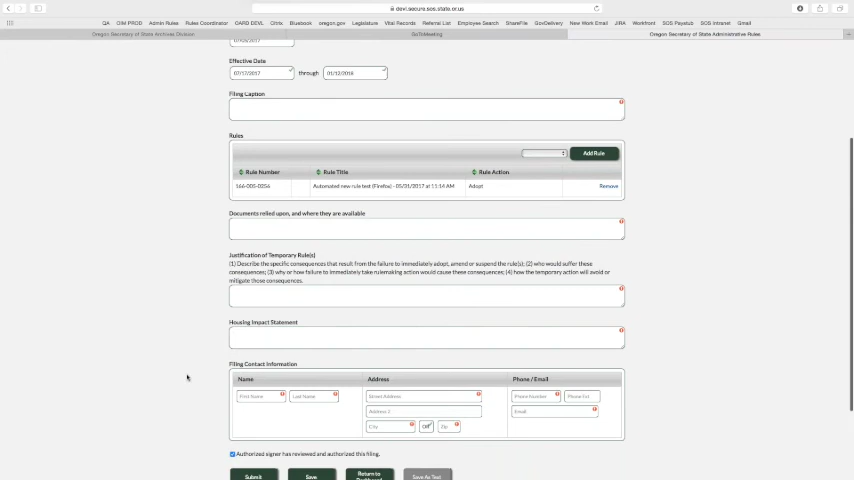 devi.secure.sos.state.or.us
QA OIM PROD Admin Rules Rules Coordinator OARD DEVL Citrix Bluebook oregon.gov Legislature Vital Records Referral List Employee Search ShareFile GovDelivery New Work Email JIRA Workfront SOS Paystub SOS Intranet Gmail
Oregon Secretary of State Archives Division GoToMeeting Oregon Secretary of State Administrative Rules
Effective Date
07/17/2017 through 01/12/2018
Filing Caption
Rules
Add Rule
Rule Number Rule Title Rule Action
166-005-0256 Automated new rule test (Firefox) - 05/31/2017 at 11:14 AM Adopt Remove
Documents relied upon, and where they are available
Justification of Temporary Rule(s)
(1) Describe the specific consequences that result from the failure to immediately adopt, amend or suspend the rule(s); (2) who would suffer these
consequences; (3) why or how failure to immediately take rulemaking action would cause these consequences; (4) how the temporary action will avoid or
mitigate those consequences.
Housing Impact Statement
Filing Contact Information
Name Address Phone / Email
First Name Last Name Street Address Phone Number Phone Ext
Address 2 Email
City OR Zip
Authorized signer has reviewed and authorized this filing.
Submit Save Return to Dashboard Save As Text